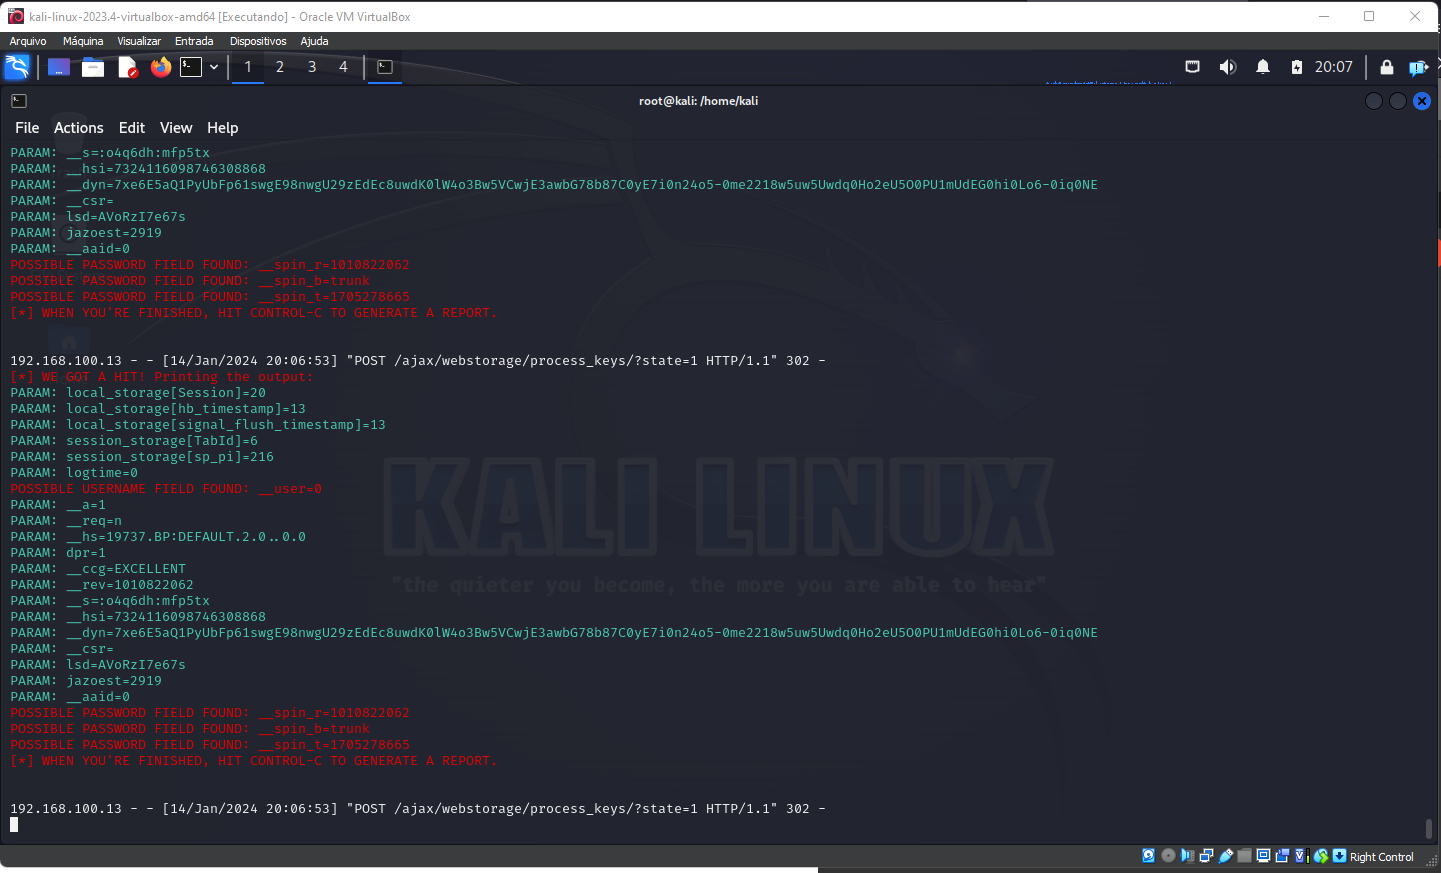 kali-linux-2023.4-virtualbox-amd64 [Executando] - Oracle VM VirtualBox
Arquivo Máquina Visualizar Entrada Dispositivos Ajuda
1 2 3 4 20:07
root@kali: /home/kali
File Actions Edit View Help
PARAM: __s=:o4q6dh:mfp5tx
PARAM: __hsi=7324116098746308868
PARAM: __dyn=7xe6E5aQ1PyUbFp61swgE98nwgU29zEdEc8uwdK0lW4o3Bw5VCwjE3awbG78b87C0yE7i0n24o5-0me2218w5uw5Uwdq0Ho2eU5O0PU1mUdEG0hi0Lo6-0iq0NE
PARAM: __csr=
PARAM: lsd=AVoRzI7e67s
PARAM: jazoest=2919
PARAM: __aaid=0
POSSIBLE PASSWORD FIELD FOUND: __spin_r=1010822062
POSSIBLE PASSWORD FIELD FOUND: __spin_b=trunk
POSSIBLE PASSWORD FIELD FOUND: __spin_t=1705278665
[*] WHEN YOU'RE FINISHED, HIT CONTROL-C TO GENERATE A REPORT.
192.168.100.13 - - [14/Jan/2024 20:06:53] "POST /ajax/webstorage/process_keys/?state=1 HTTP/1.1" 302 -
[*] WE GOT A HIT! Printing the output:
PARAM: local_storage[Session]=20
PARAM: local_storage[hb_timestamp]=13
PARAM: local_storage[signal_flush_timestamp]=13
PARAM: session_storage[TabId]=6
PARAM: session_storage[sp_pi]=216
PARAM: logtime=0
POSSIBLE USERNAME FIELD FOUND: __user=0
PARAM: __a=1
PARAM: __req=n
PARAM: __hs=19737.BP:DEFAULT.2.0..0.0
PARAM: dpr=1
PARAM: __ccg=EXCELLENT
PARAM: __rev=1010822062
PARAM: __s=:o4q6dh:mfp5tx
PARAM: __hsi=7324116098746308868
PARAM: __dyn=7xe6E5aQ1PyUbFp61swgE98nwgU29zEdEc8uwdK0lW4o3Bw5VCwjE3awbG78b87C0yE7i0n24o5-0me2218w5uw5Uwdq0Ho2eU5O0PU1mUdEG0hi0Lo6-0iq0NE
PARAM: __csr=
PARAM: lsd=AVoRzI7e67s
PARAM: jazoest=2919
PARAM: __aaid=0
POSSIBLE PASSWORD FIELD FOUND: __spin_r=1010822062
POSSIBLE PASSWORD FIELD FOUND: __spin_b=trunk
POSSIBLE PASSWORD FIELD FOUND: __spin_t=1705278665
[*] WHEN YOU'RE FINISHED, HIT CONTROL-C TO GENERATE A REPORT.
192.168.100.13 - - [14/Jan/2024 20:06:53] "POST /ajax/webstorage/process_keys/?state=1 HTTP/1.1" 302 -
KALI LINUX
"the quieter you become, the more you are able to hear"
Right Control